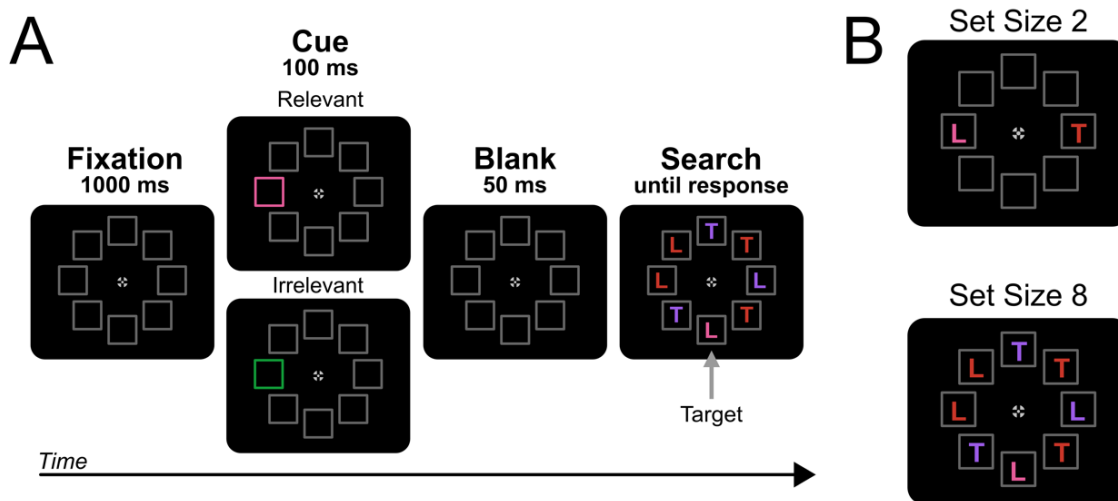 A
Cue
100 ms
Relevant
Fixation
1000 ms
Irrelevant
Blank
50 ms
Search
until response
T
L T
L L
T T
L
Target
Time
B
Set Size 2
L T
Set Size 8
T
L T
L L
T T
L